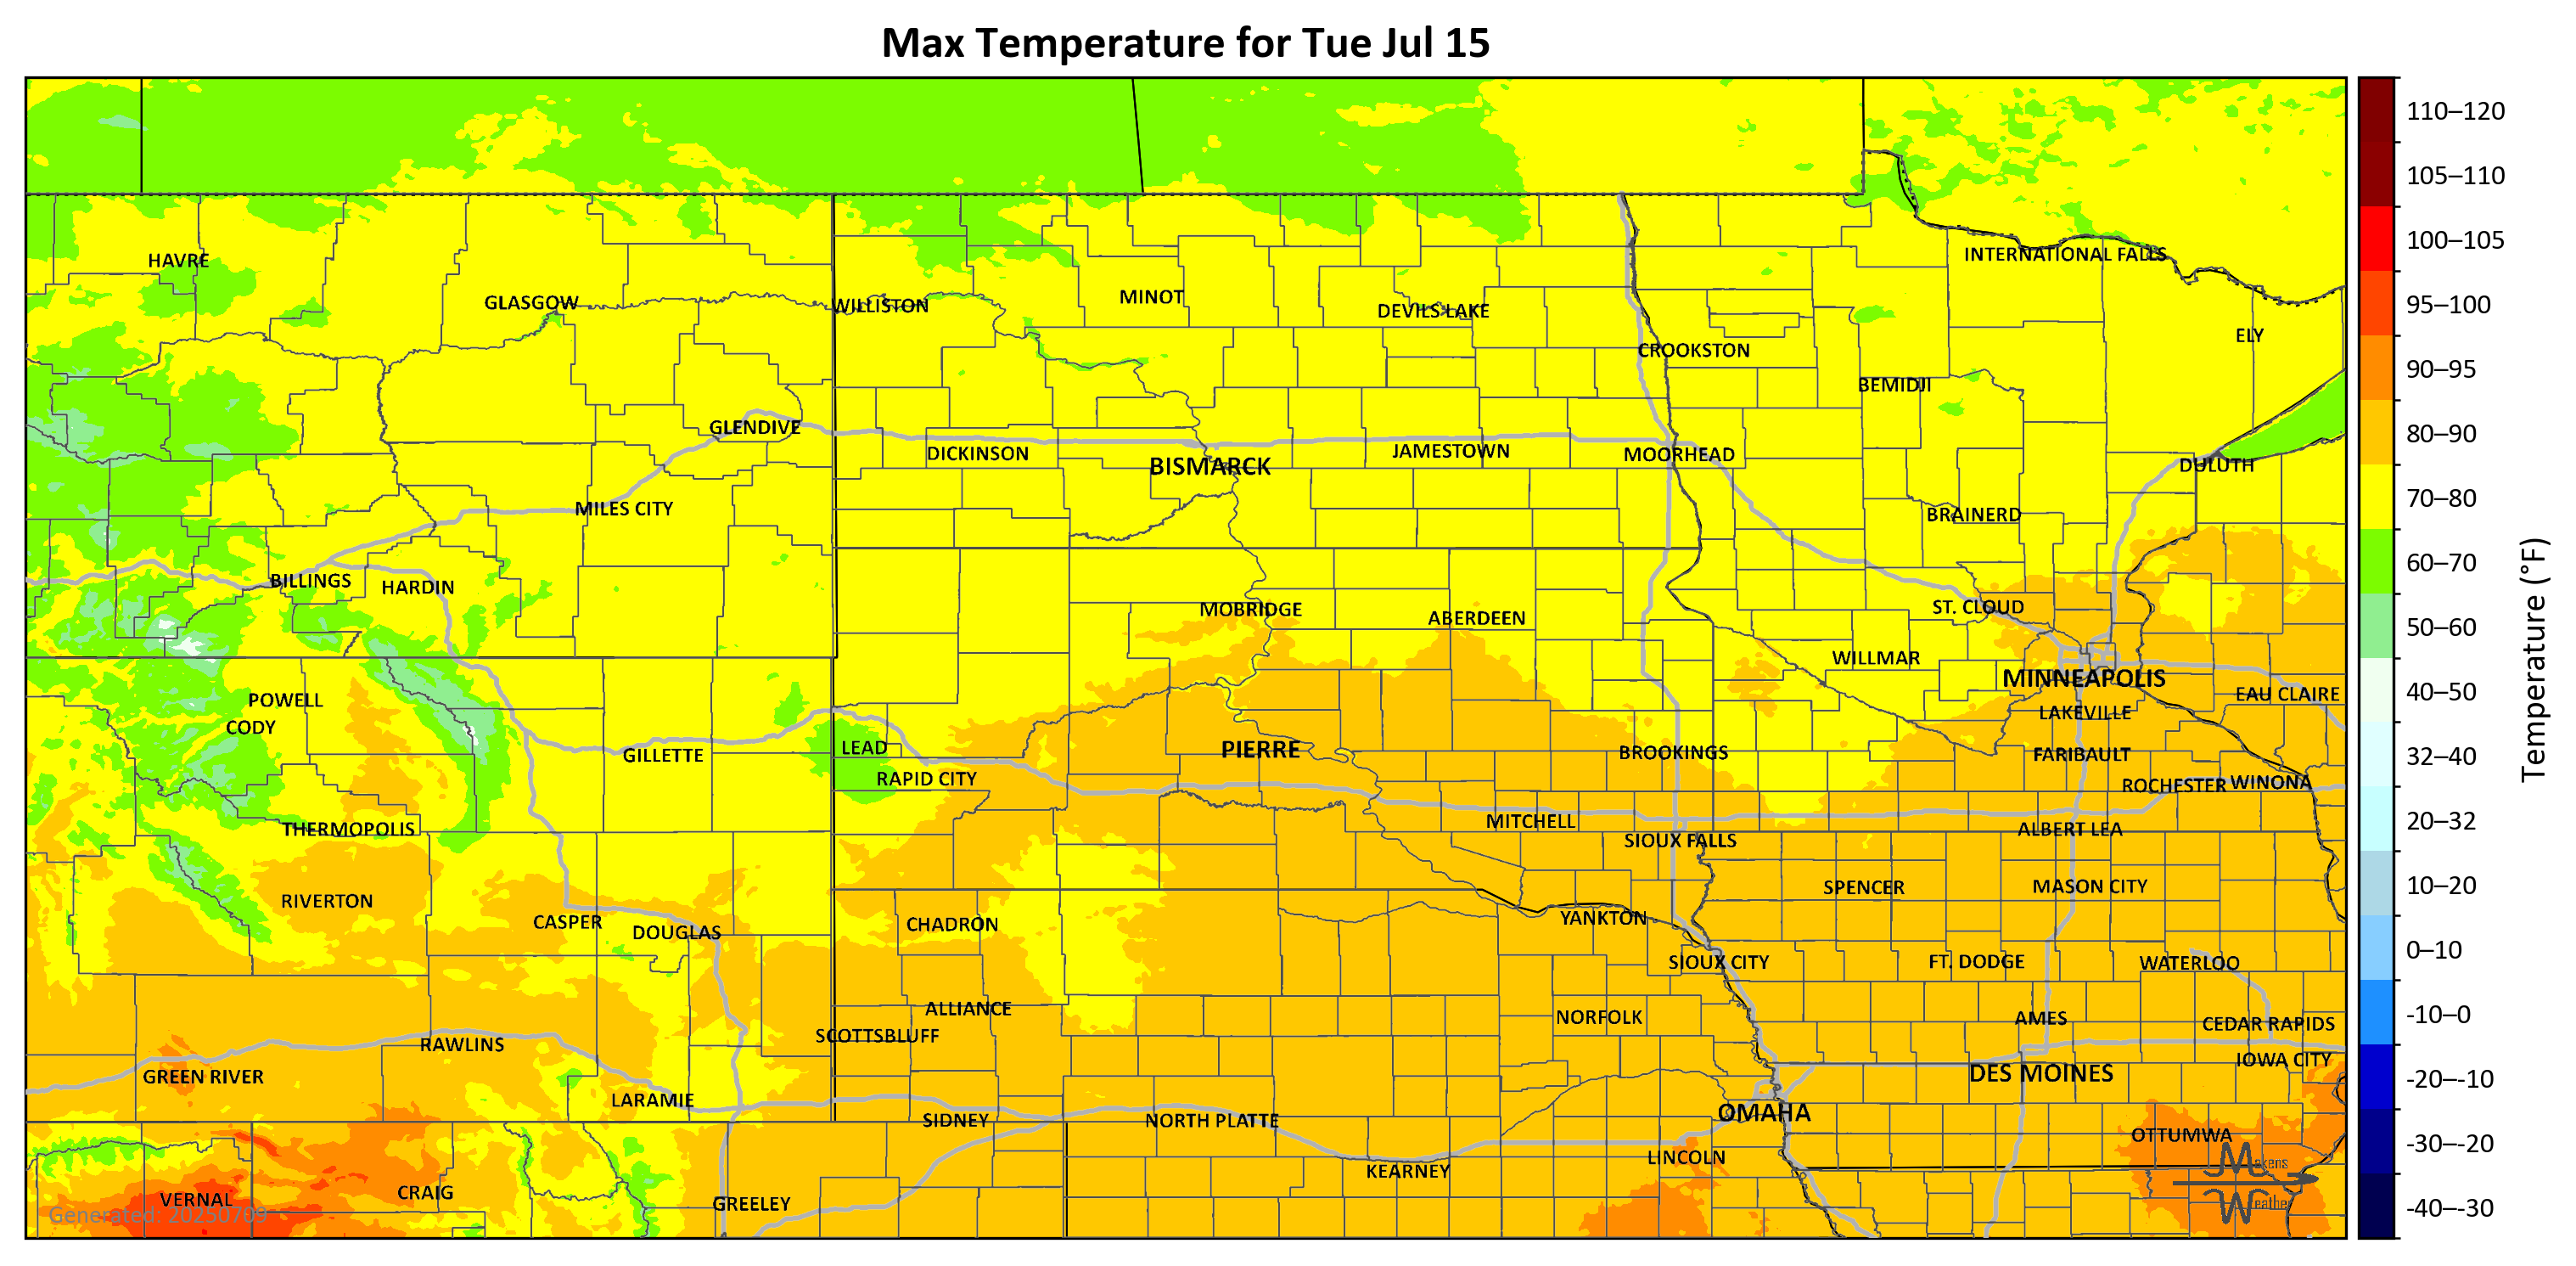 Max Temperature for Tue Jul 15
110–120
105–110
100–105
95–100
90–95
80–90
70–80
60–70
50–60
40–50
32–40
20–32
10–20
0–10
-10–0
-20–-10
-30–-20
-40–-30
Temperature (°F)
HAVRE
INTERNATIONAL FALLS
GLASGOW
WILLISTON
MINOT
DEVILS LAKE
ELY
CROOKSTON
BEMIDJI
GLENDIVE
DICKINSON
BISMARCK
JAMESTOWN
MOORHEAD
DULUTH
MILES CITY
BRAINERD
BILLINGS
HARDIN
MOBRIDGE
ABERDEEN
ST. CLOUD
WILLMAR
MINNEAPOLIS
EAU CLAIRE
POWELL
CODY
LAKEVILLE
GILLETTE
LEAD
PIERRE
BROOKINGS
FARIBAULT
RAPID CITY
ROCHESTER
WINONA
THERMOPOLIS
MITCHELL
SIOUX FALLS
ALBERT LEA
RIVERTON
SPENCER
MASON CITY
CASPER
DOUGLAS
CHADRON
YANKTON
SIOUX CITY
FT. DODGE
WATERLOO
ALLIANCE
NORFOLK
AMES
CEDAR RAPIDS
SCOTTSBLUFF
RAWLINS
IOWA CITY
GREEN RIVER
DES MOINES
LARAMIE
SIDNEY
NORTH PLATTE
OMAHA
OTTUMWA
KEARNEY
LINCOLN
VERNAL
CRAIG
GREELEY
Generated: 20250709
Makens
Weather